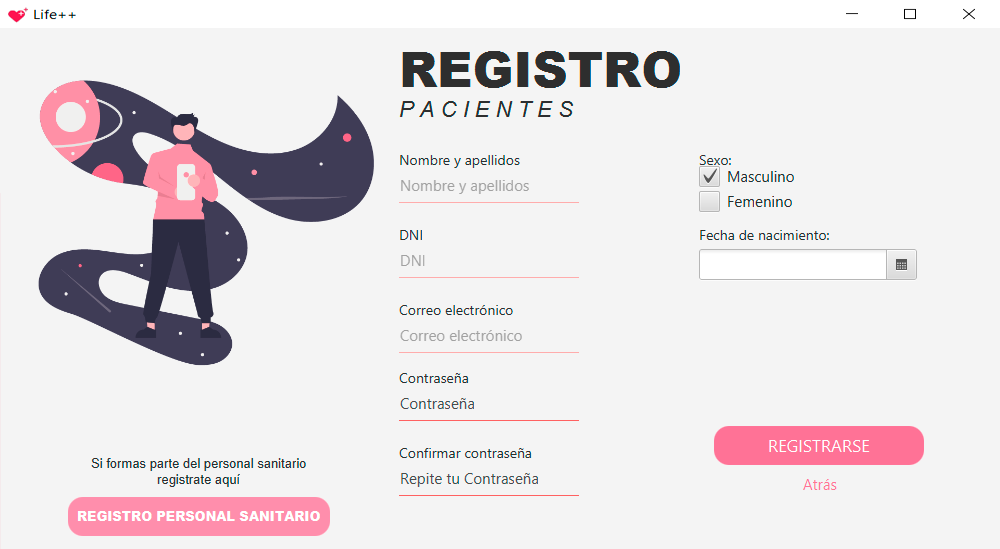 Life++
REGISTRO
PACIENTES
Nombre y apellidos
Nombre y apellidos
DNI
DNI
Correo electrónico
Correo electrónico
Contraseña
Contraseña
Confirmar contraseña
Repite tu Contraseña
Sexo:
Masculino
Femenino
Fecha de nacimiento:
REGISTRARSE
Atrás
Si formas parte del personal sanitario
registrate aquí
REGISTRO PERSONAL SANITARIO